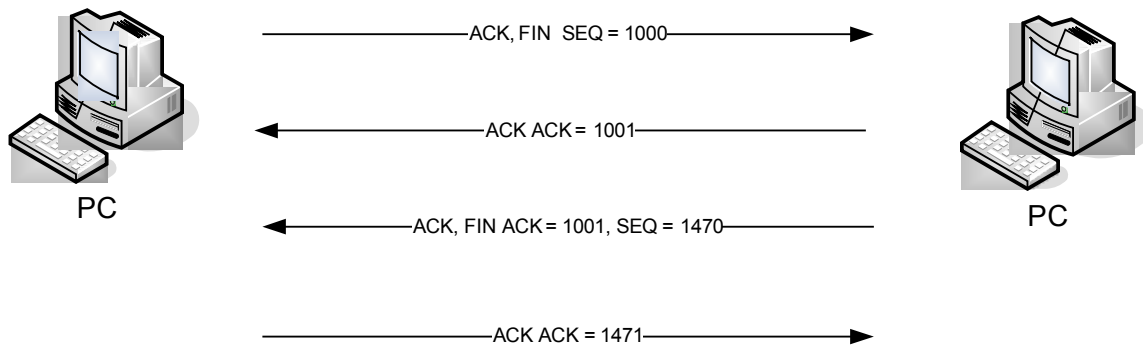 ACK, FIN SEQ = 1000
ACK ACK = 1001
PC
PC
ACK, FIN ACK = 1001, SEQ = 1470
ACK ACK = 1471